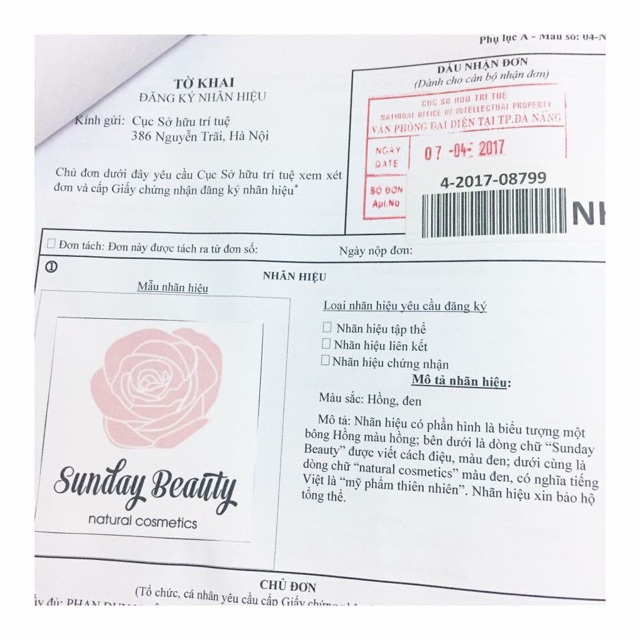 Phụ lục A - Mẫu số: 04-N
TỜ KHAI
ĐĂNG KÝ NHÃN HIỆU
Kính gửi: Cục Sở hữu trí tuệ
386 Nguyễn Trãi, Hà Nội
Chủ đơn dưới đây yêu cầu Cục Sở hữu trí tuệ xem xét
đơn và cấp Giấy chứng nhận đăng ký nhãn hiệu*
DẤU NHẬN ĐƠN
(Dành cho cán bộ nhận đơn)
CỤC SỞ HỮU TRÍ TUỆ
NATIONAL OFFICE OF INTELLECTUAL PROPERTY
VĂN PHÒNG ĐẠI DIỆN TẠI TP.ĐÀ NẴNG
NGÀY
DATE
07 -04- 2017
SỐ ĐƠN
Apl.No
4-2017-08799
NH
☐ Đơn tách: Đơn này được tách ra từ đơn số:
Ngày nộp đơn:
①
NHÃN HIỆU
Mẫu nhãn hiệu
Sunday Beauty
natural cosmetics
Loại nhãn hiệu yêu cầu đăng ký
☐ Nhãn hiệu tập thể
☐ Nhãn hiệu liên kết
☐ Nhãn hiệu chứng nhận
Mô tả nhãn hiệu:
Màu sắc: Hồng, đen
Mô tả: Nhãn hiệu có phần hình là biểu tượng một
bông Hồng màu hồng; bên dưới là dòng chữ “Sunday
Beauty” được viết cách điệu, màu đen; dưới cùng là
dòng chữ “natural cosmetics” màu đen, có nghĩa tiếng
Việt là “mỹ phẩm thiên nhiên”. Nhãn hiệu xin bảo hộ
tổng thể.
CHỦ ĐƠN
(Tổ chức, cá nhân yêu cầu cấp Giấy chứng
đầy đủ: PHAN